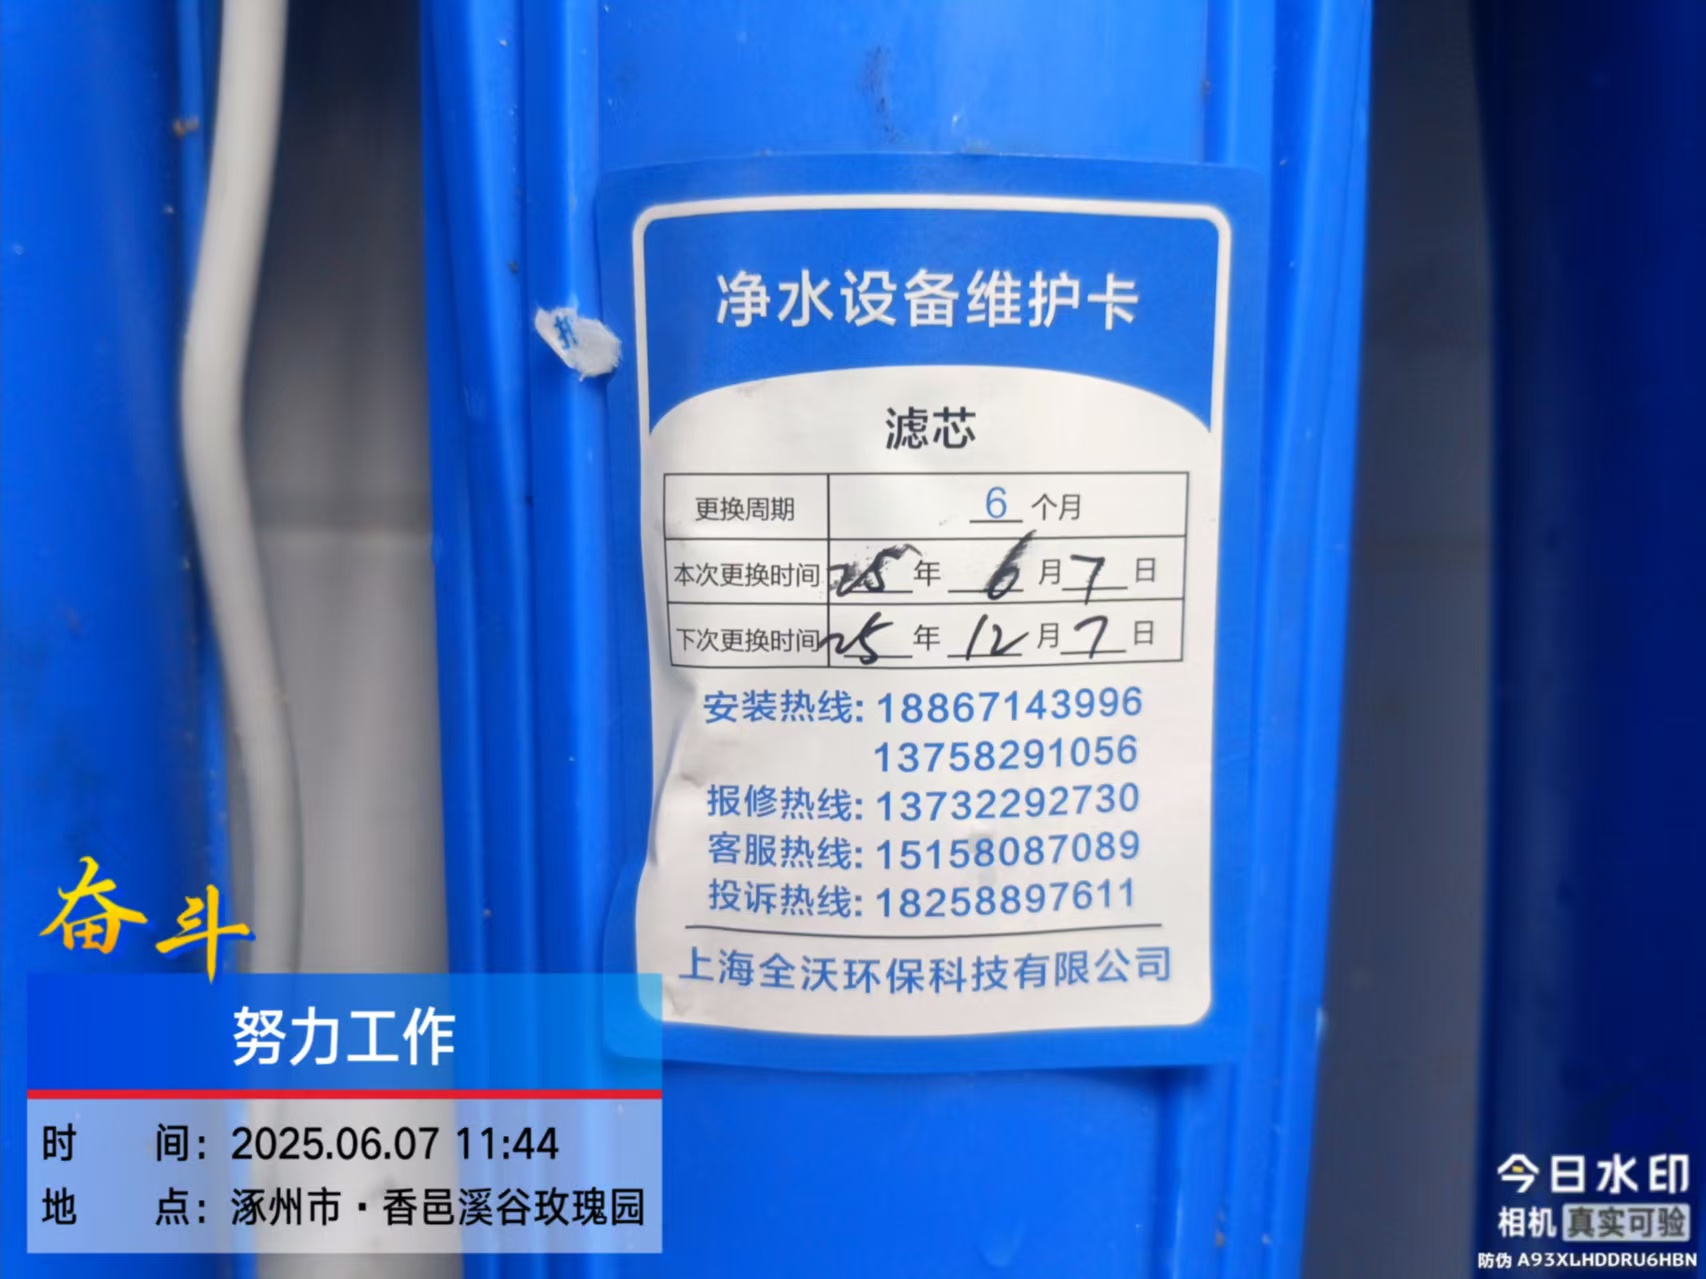 净水设备维护卡
滤芯
更换周期 6 个月
本次更换时间 25 年 6 月 7 日
下次更换时间 25 年 12 月 7 日
安装热线: 18867143996
13758291056
报修热线: 13732292730
客服热线: 15158087089
投诉热线: 18258897611
上海全沃环保科技有限公司
奋斗
努力工作
时 间: 2025.06.07 11:44
地 点: 涿州市·香邑溪谷玫瑰园
今日水印
相机 真实可验
防伪 A93XLHDDRU6HBN